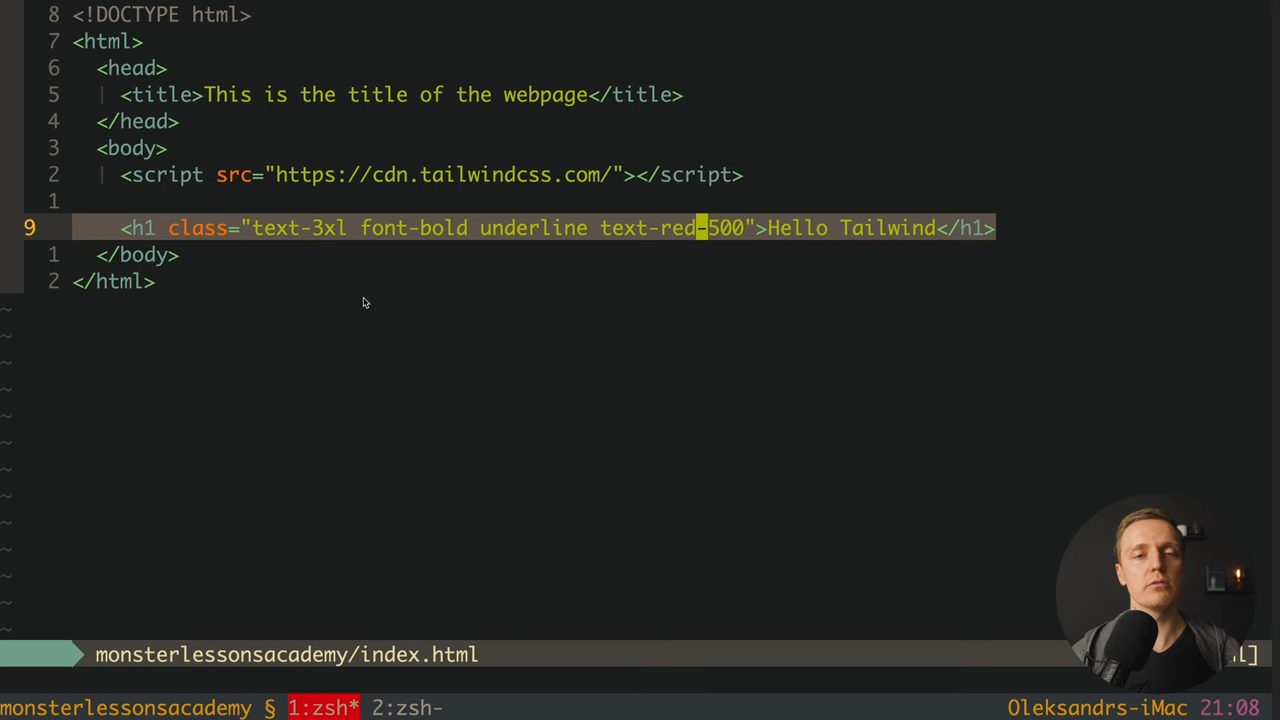 8 <!DOCTYPE html>
7 <html>
6 <head>
5 <title>This is the title of the webpage</title>
4 </head>
3 <body>
2 <script src="https://cdn.tailwindcss.com/"></script>
1
9 <h1 class="text-3xl font-bold underline text-red-500">Hello Tailwind</h1>
1 </body>
2 </html>
~
~
~
~
~
~
~
~
~
~
~
~
~
monsterlessonsacademy/index.html l]
monsterlessonsacademy § 1:zsh* 2:zsh- Oleksandrs-iMac 21:08